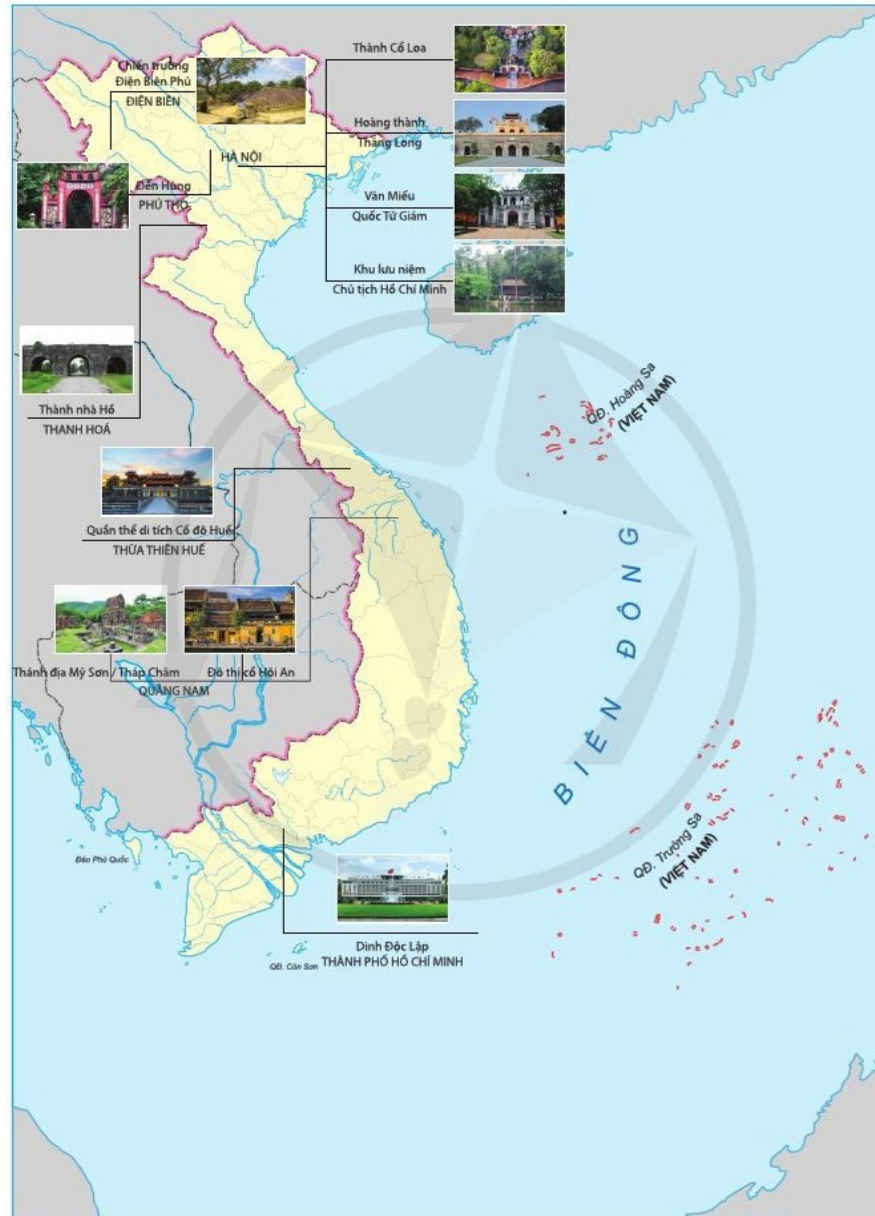 Chiến trường
Điện Biên Phủ
ĐIỆN BIÊN
Thành Cổ Loa
Hoàng thành
Thăng Long
HÀ NỘI
Đền Hùng
PHÚ THỌ
Văn Miếu
Quốc Tử Giám
Khu lưu niệm
Chủ tịch Hồ Chí Minh
Thành nhà Hồ
THANH HOÁ
QĐ. Hoàng Sa
(VIỆT NAM)
Quần thể di tích Cố đô Huế
THỪA THIÊN HUẾ
BIỂN ĐÔNG
Thánh địa Mỹ Sơn / Tháp Chăm
Đô thị cổ Hội An
QUẢNG NAM
QĐ. Trường Sa
(VIỆT NAM)
Đảo Phú Quốc
Dinh Độc Lập
THÀNH PHỐ HỒ CHÍ MINH
QĐ. Côn Sơn